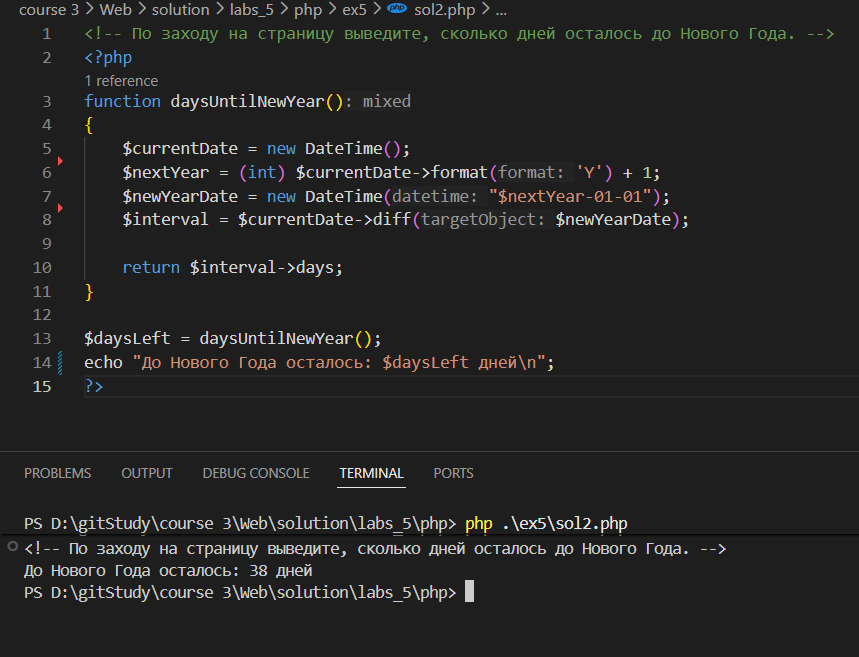 course 3 > Web > solution > labs_5 > php > ex5 > php sol2.php > ...
1 <!-- По заходу на страницу выведите, сколько дней осталось до Нового Года. -->
2 <?php
1 reference
3 function daysUntilNewYear(): mixed
4 {
5 $currentDate = new DateTime();
6 $nextYear = (int) $currentDate->format(format: 'Y') + 1;
7 $newYearDate = new DateTime(datetime: "$nextYear-01-01");
8 $interval = $currentDate->diff(targetObject: $newYearDate);
9
10 return $interval->days;
11 }
12
13 $daysLeft = daysUntilNewYear();
14 echo "До Нового Года осталось: $daysLeft дней\n";
15 ?>
PROBLEMS OUTPUT DEBUG CONSOLE TERMINAL PORTS
PS D:\gitStudy\course 3\Web\solution\labs_5\php> php .\ex5\sol2.php
<!-- По заходу на страницу выведите, сколько дней осталось до Нового Года. -->
До Нового Года осталось: 38 дней
PS D:\gitStudy\course 3\Web\solution\labs_5\php>